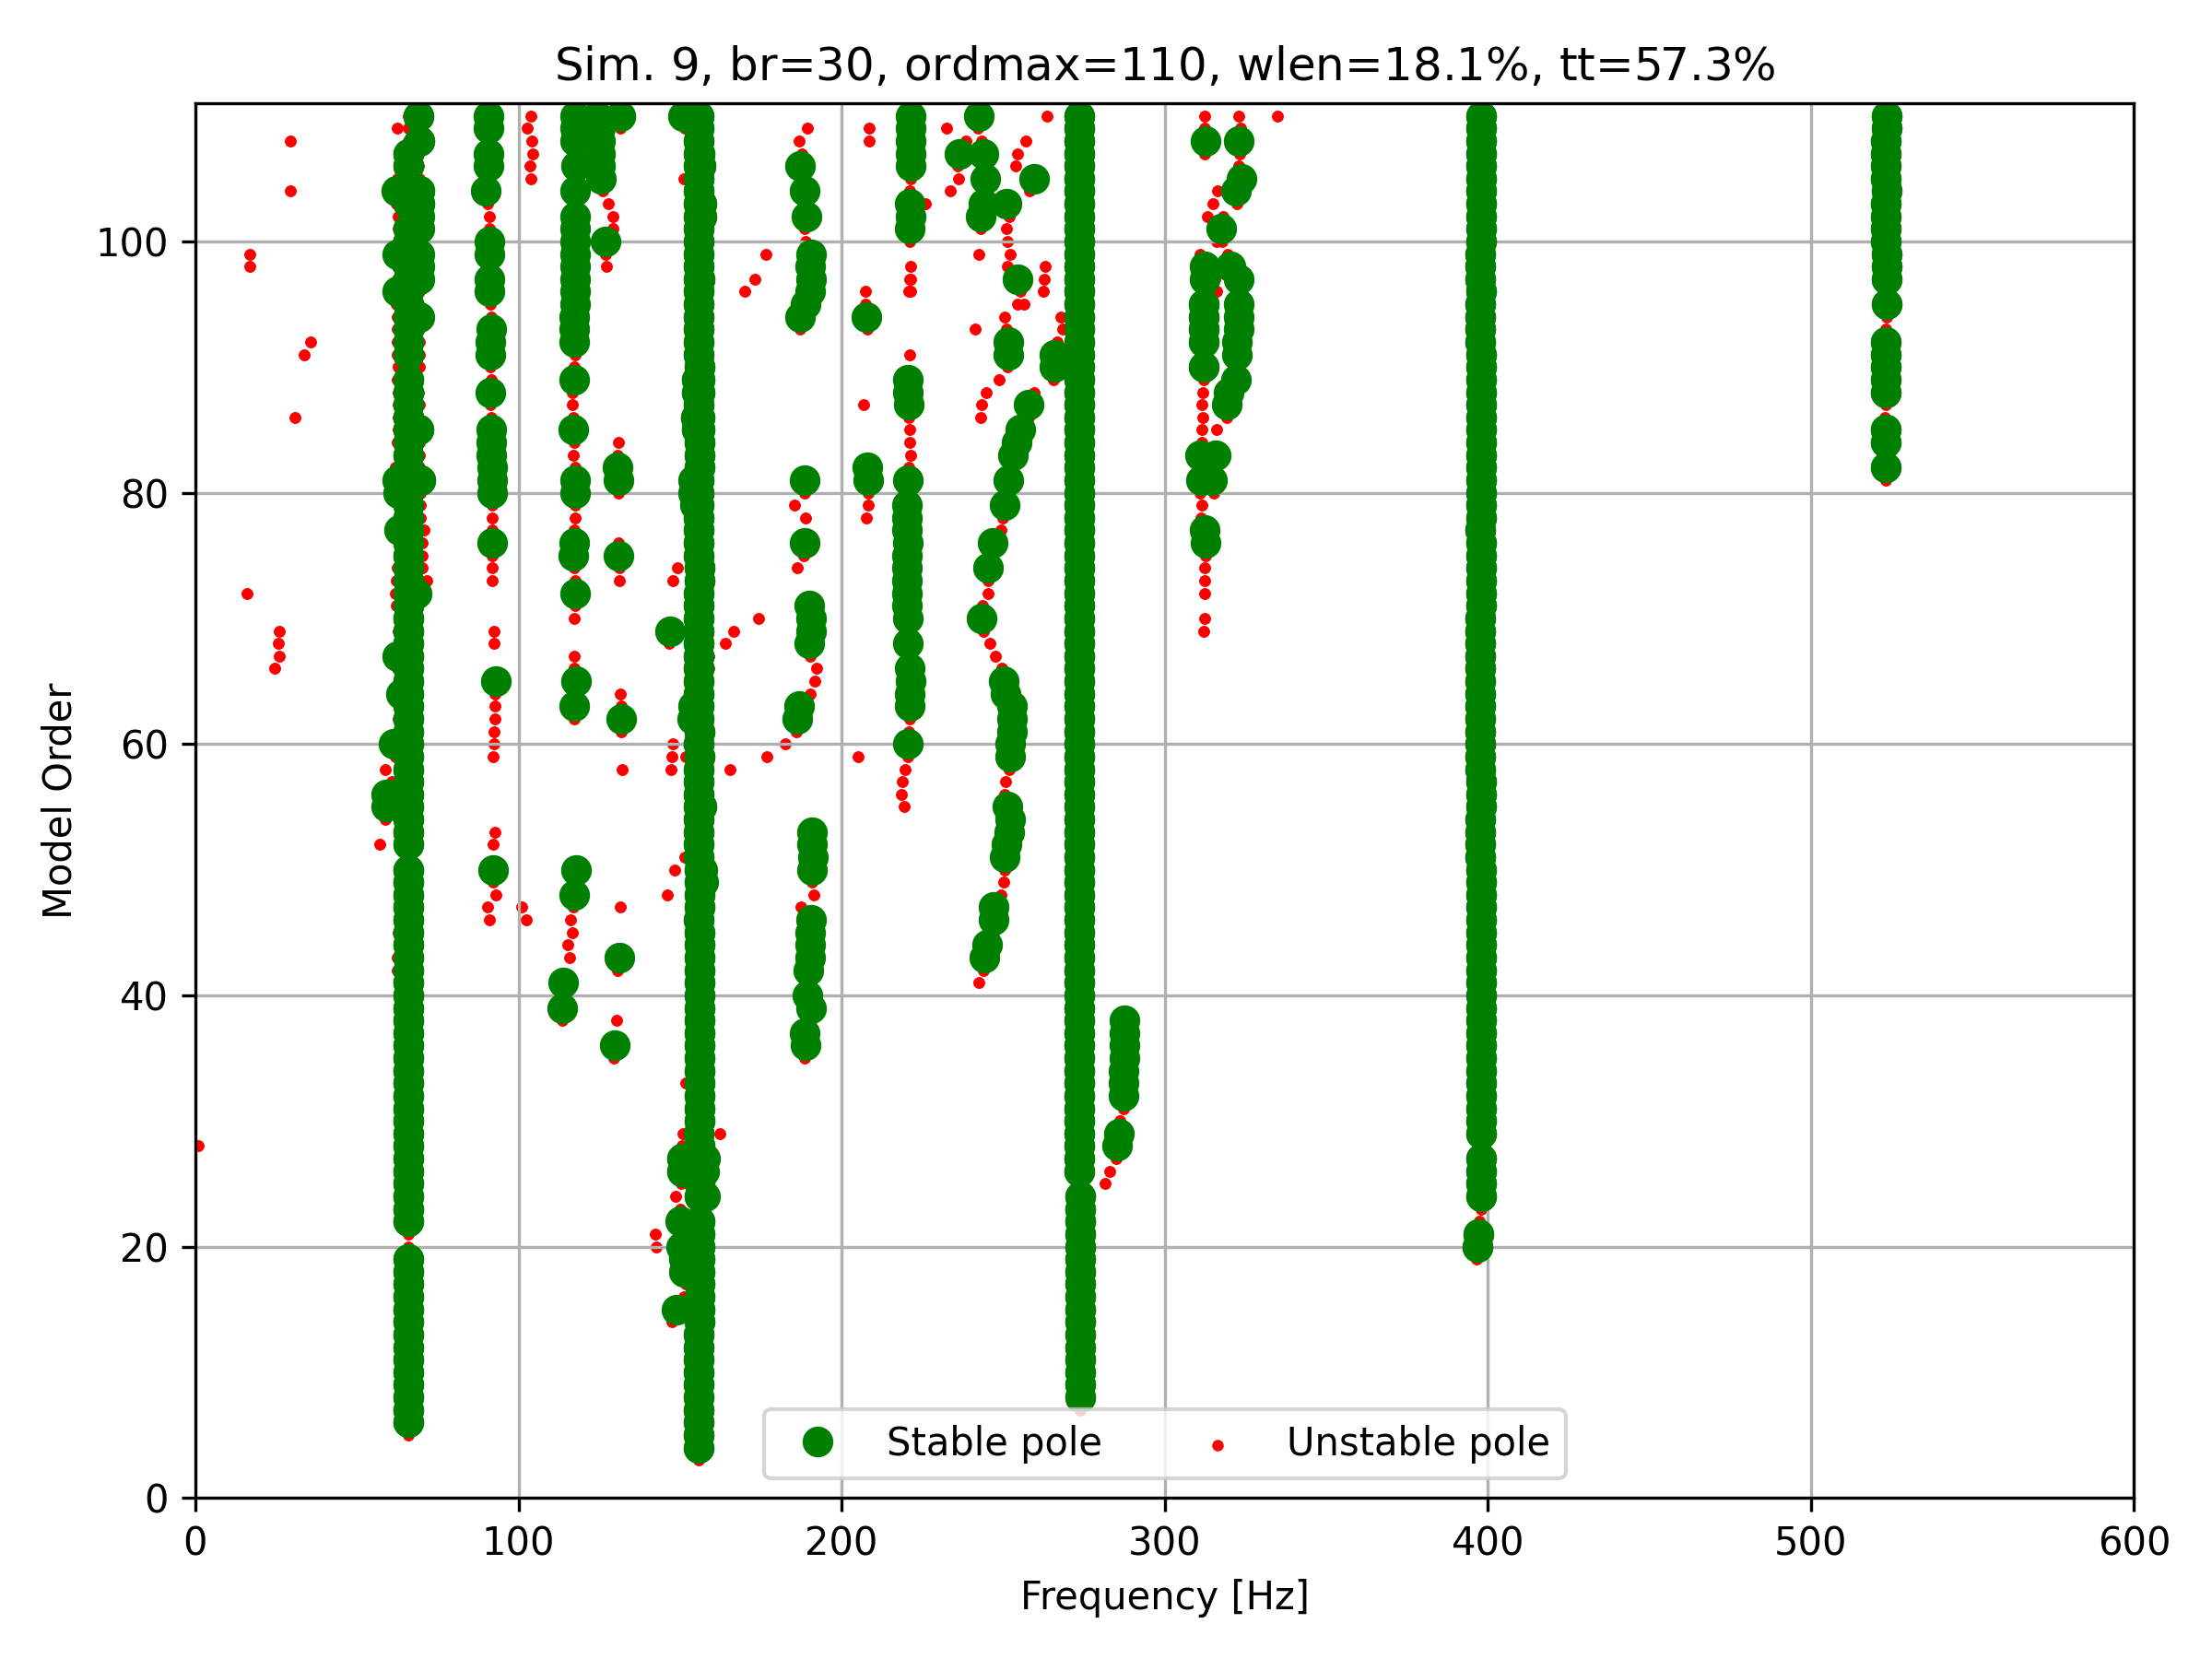 Sim. 9, br=30, ordmax=110, wlen=18.1%, tt=57.3%
100
80
60
40
20
0
Model Order
Stable pole
Unstable pole
0 100 200 300 400 500 600
Frequency [Hz]